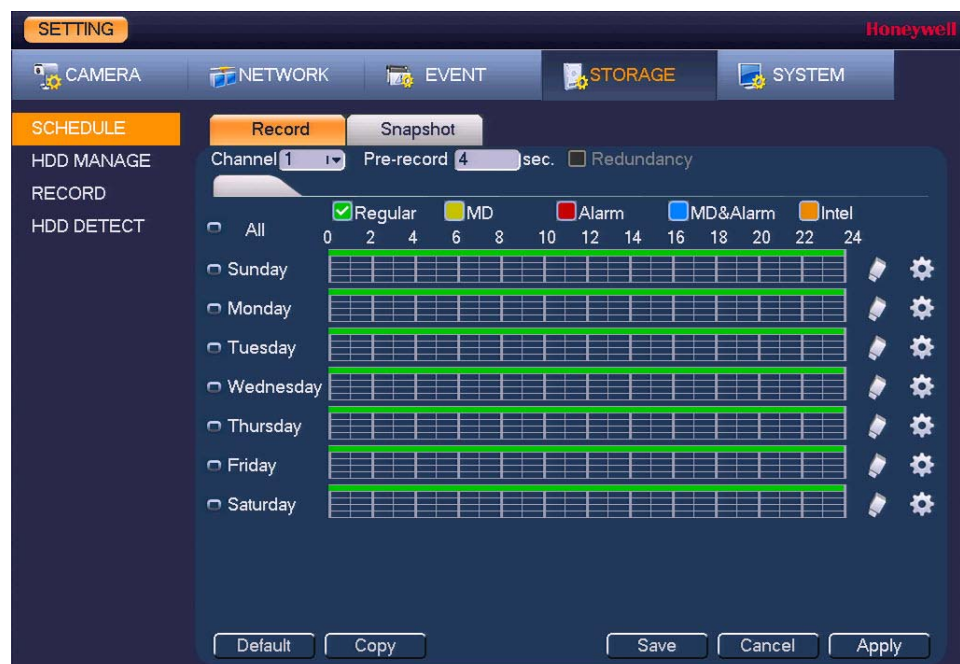 SETTING Honeywell
CAMERA NETWORK EVENT STORAGE SYSTEM
SCHEDULE
HDD MANAGE
RECORD
HDD DETECT
Record Snapshot
Channel 1 Pre-record 4 sec. Redundancy
Regular MD Alarm MD&Alarm Intel
All 0 2 4 6 8 10 12 14 16 18 20 22 24
Sunday
Monday
Tuesday
Wednesday
Thursday
Friday
Saturday
Default Copy Save Cancel Apply